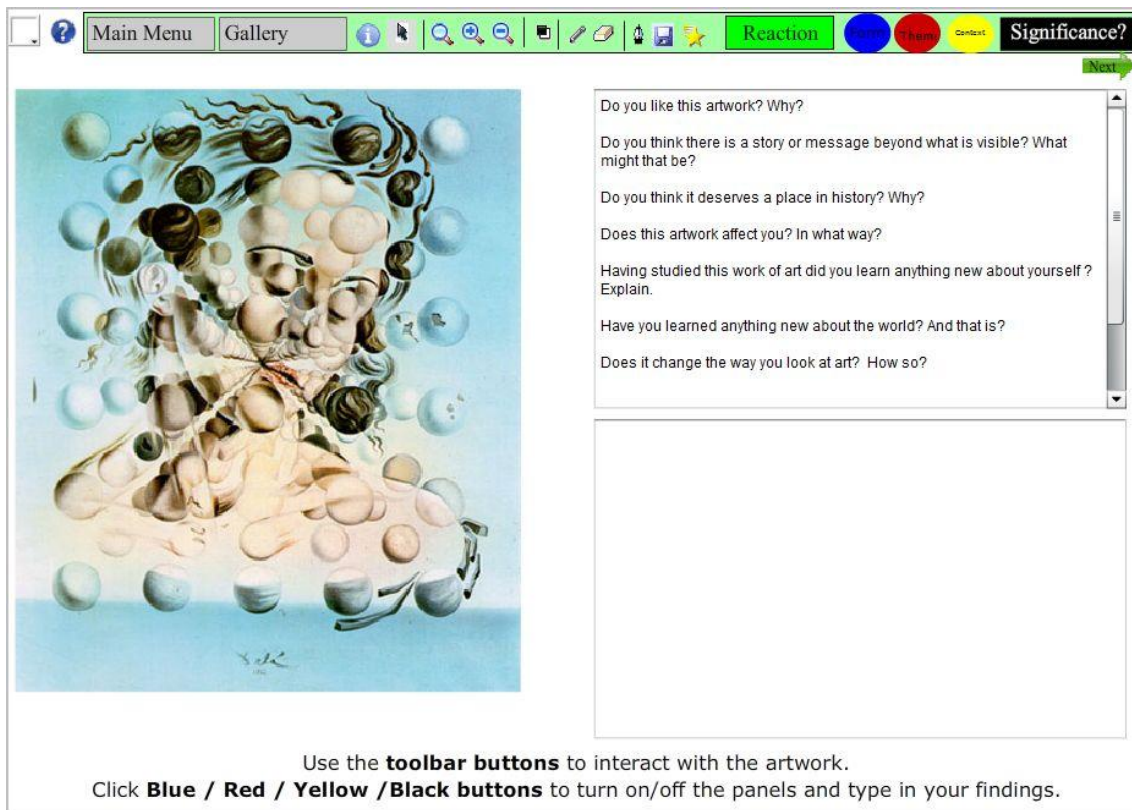 Main Menu Gallery Reaction Form Them Context Significance?
Next
Do you like this artwork? Why?
Do you think there is a story or message beyond what is visible? What
might that be?
Do you think it deserves a place in history? Why?
Does this artwork affect you? In what way?
Having studied this work of art did you learn anything new about yourself ?
Explain.
Have you learned anything new about the world? And that is?
Does it change the way you look at art?  How so?
Dalí
Use the toolbar buttons to interact with the artwork.
Click Blue / Red / Yellow /Black buttons to turn on/off the panels and type in your findings.